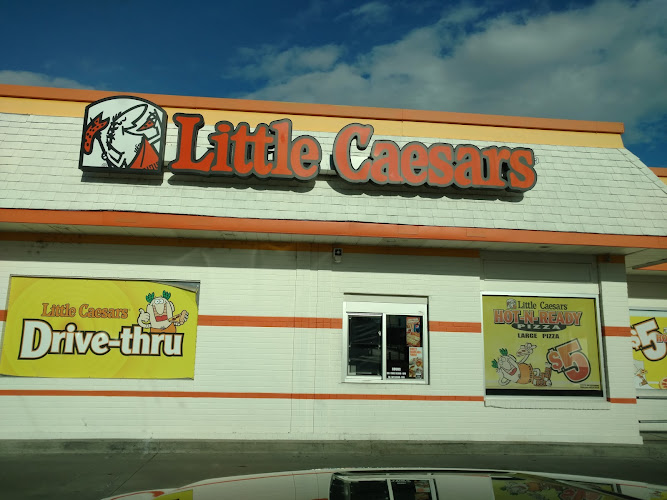 Little Caesars
Little Caesars
Drive-thru
Little Caesars
HOT-N-READY
PIZZA
LARGE PIZZA
$5
$5